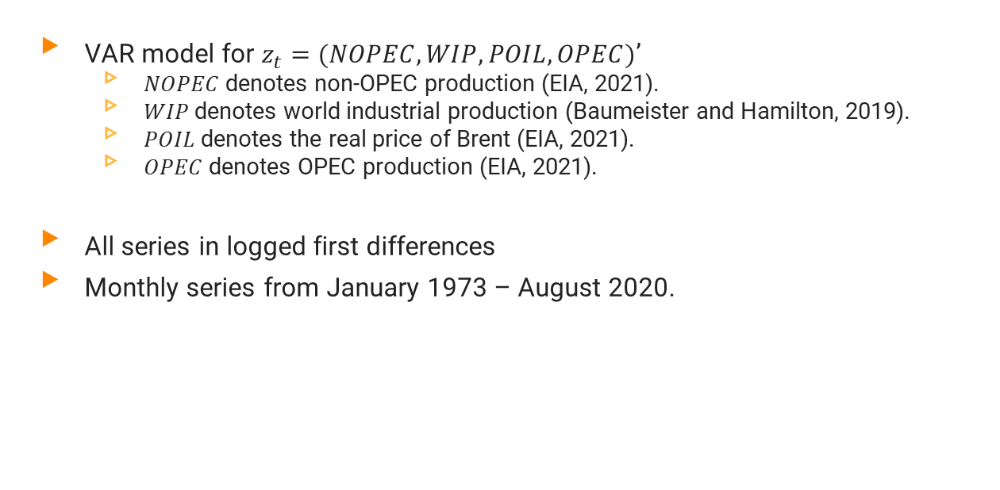 VAR model for z_t = (NOPEC, WIP, POIL, OPEC)’
NOPEC denotes non-OPEC production (EIA, 2021).
WIP denotes world industrial production (Baumeister and Hamilton, 2019).
POIL denotes the real price of Brent (EIA, 2021).
OPEC denotes OPEC production (EIA, 2021).
All series in logged first differences
Monthly series from January 1973 – August 2020.